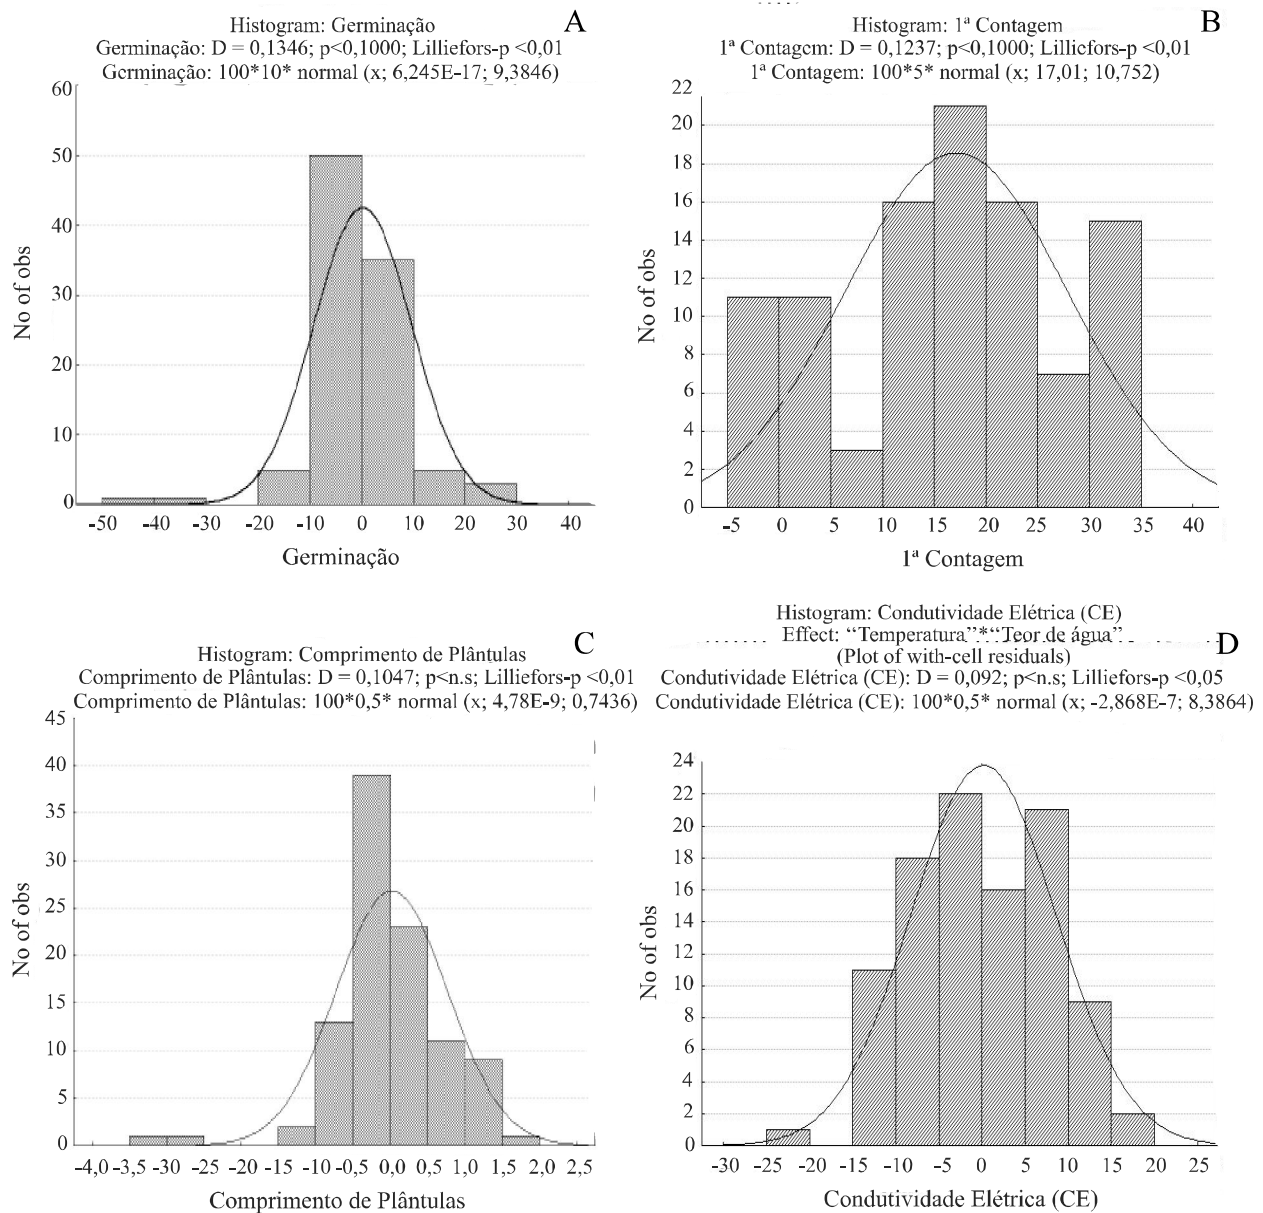 Histogram: Germinação
A
Germinação: D = 0,1346; p<0,1000; Lilliefors-p <0,01
Germinação: 100*10* normal (x; 6,245E-17; 9,3846)
60
50
40
30
20
10
0
No of obs
-50 -40 -30 -20 -10 0 10 20 30 40
Germinação
Histogram: 1ª Contagem
B
1ª Contagem: D = 0,1237; p<0,1000; Lilliefors-p <0,01
1ª Contagem: 100*5* normal (x; 17,01; 10,752)
22
20
18
16
14
12
10
8
6
4
2
0
No of obs
-5 0 5 10 15 20 25 30 35 40
1ª Contagem
Histogram: Comprimento de Plântulas
C
Comprimento de Plântulas: D = 0,1047; p<n.s; Lilliefors-p <0,01
Comprimento de Plântulas: 100*0,5* normal (x; 4,78E-9; 0,7436)
45
40
35
30
25
20
15
10
5
0
No of obs
-4,0 -3,5 -30 -25 -20 -15 -10 -0,5 0,0 0,5 1,0 1,5 2,0 2,5
Comprimento de Plântulas
Histogram: Condutividade Elétrica (CE)
Effect: “Temperatura”*“Teor de água”
D
(Plot of with-cell residuals)
Condutividade Elétrica (CE): D = 0,092; p<n.s; Lilliefors-p <0,05
Condutividade Elétrica (CE): 100*0,5* normal (x; -2,868E-7; 8,3864)
24
22
20
18
16
14
12
10
8
6
4
2
0
No of obs
-30 -25 -20 -15 -10 -5 0 5 10 15 20 25
Condutividade Elétrica (CE)